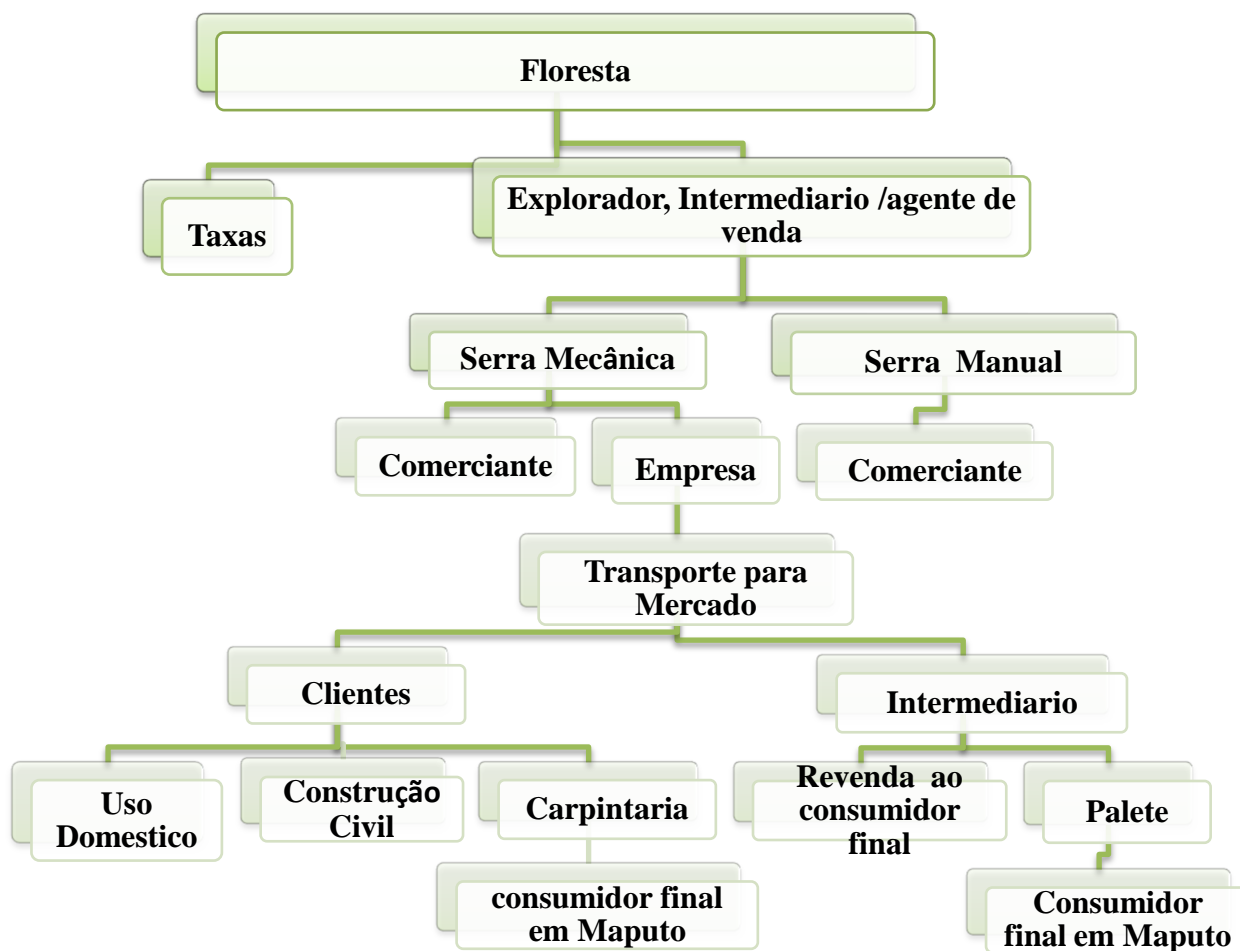 Floresta
Taxas
Explorador, Intermediario /agente de
venda
Serra Mecânica
Serra Manual
Comerciante
Empresa
Comerciante
Transporte para
Mercado
Clientes
Intermediario
Uso
Domestico
Construção
Civil
Carpintaria
Revenda ao
consumidor
final
Palete
consumidor final
em Maputo
Consumidor
final em Maputo